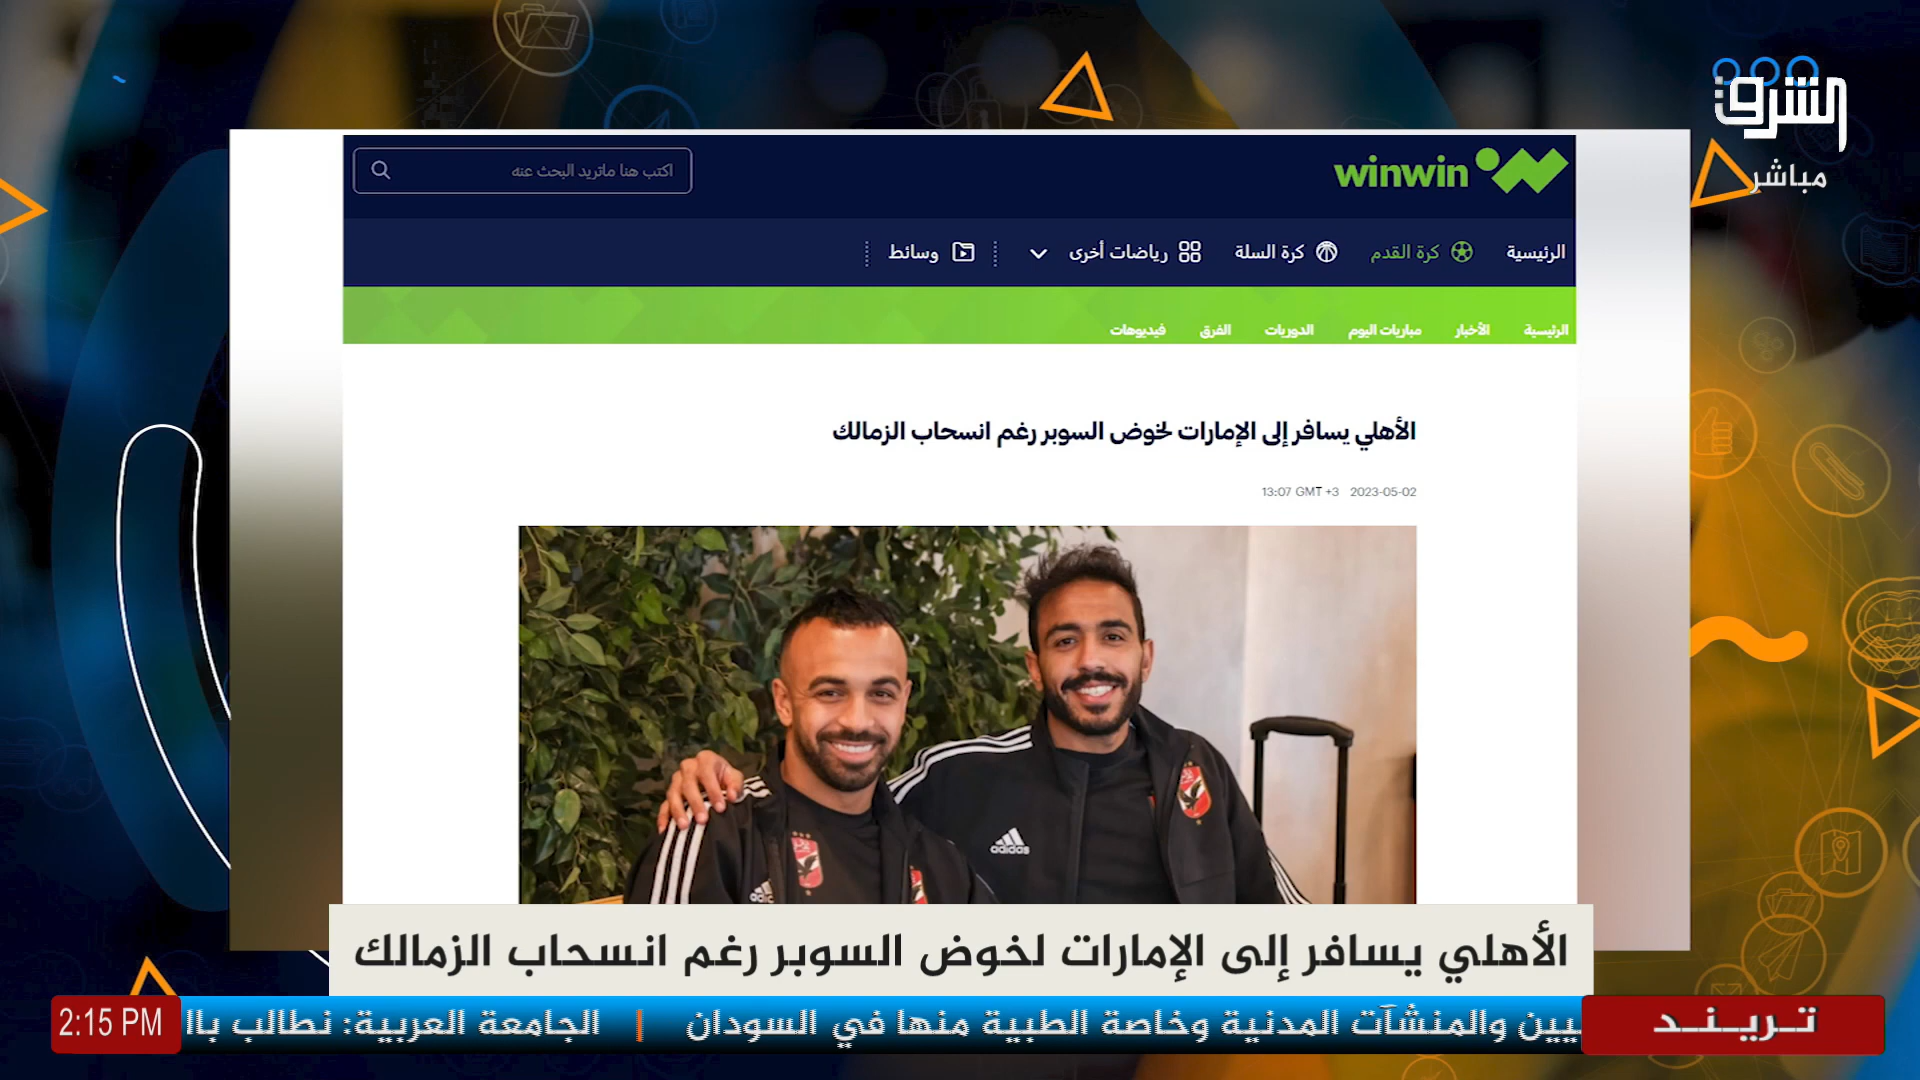 الشرق
مباشر
winwin
اكتب هنا ماتريد البحث عنه
الرئيسية
كرة القدم
كرة السلة
رياضات أخرى
وسائط
الرئيسية
الأخبار
مباريات اليوم
الدوريات
الفرق
فيديوهات
الأهلي يسافر إلى الإمارات لخوض السوبر رغم انسحاب الزمالك
2023-05-02 13:07 GMT +3
adidas
الأهلي يسافر إلى الإمارات لخوض السوبر رغم انسحاب الزمالك
تـريـنـد
والمنشآت المدنية وخاصة الطبية منها في السودان | الجامعة العربية: نطالب
2:15 PM